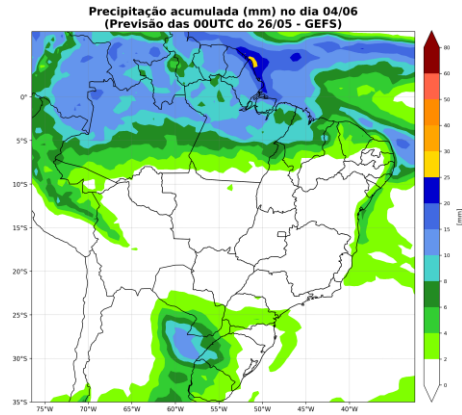 Precipitação acumulada (mm) no dia 04/06
(Previsão das 00UTC do 26/05 - GEFS)
0°
5°S
10°S
15°S
20°S
25°S
30°S
35°S
75°W
70°W
65°W
60°W
55°W
50°W
45°W
40°W
80
60
50
40
30
25
20
16
10
8
6
4
2
0
[mm]